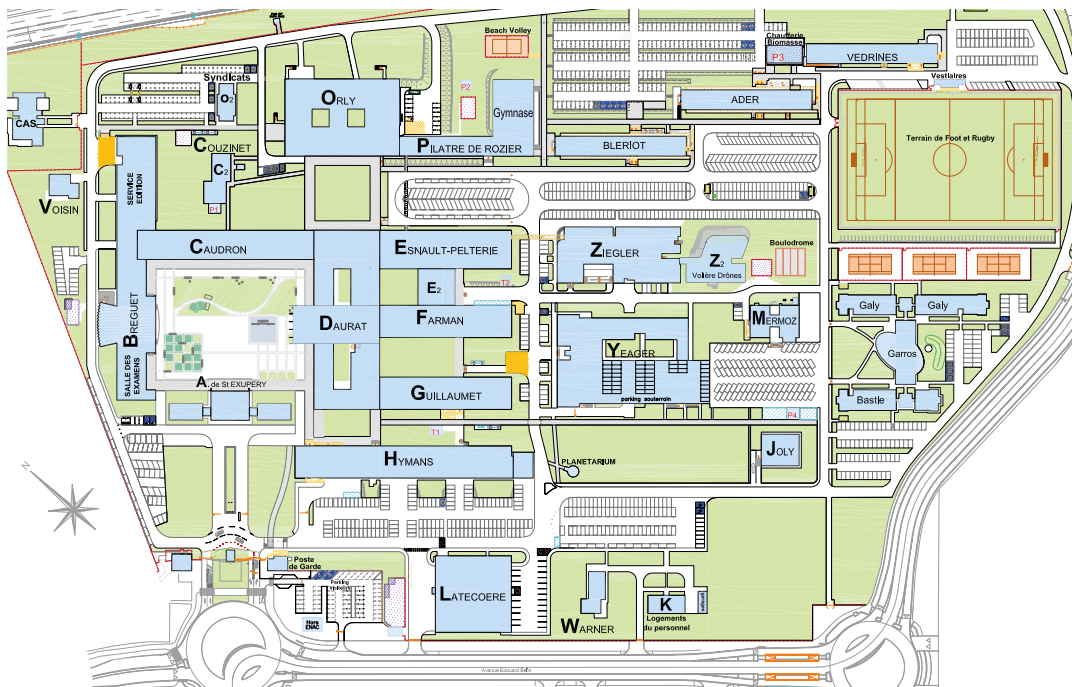 Beach Volley
Chaufferie
Biomasse
P3
VEDRINES
Vestiaires
Syndicats
O2
ORLY
P2
Gymnase
ADER
CAS
COUZINET
C2
P1
PILATRE DE ROZIER
BLERIOT
Terrain de Foot et Rugby
SERVICE
EDITION
VOISIN
CAUDRON
ESNAULT-PELTERIE
ZIEGLER
Z2
Volière Drônes
Boulodrome
E2
T2
BREGUET
DAURAT
FARMAN
MERMOZ
Galy
Galy
YEAGER
Garros
SALLE DES
EXAMENS
A. de St EXUPERY
GUILLAUMET
parking souterrain
Bastie
P4
T1
HYMANS
PLANETARIUM
JOLY
N
Poste
de Garde
Parking
Hors
ENAC
LATECOERE
WARNER
K
Logements
du personnel
garages
Avenue Edouard Belin